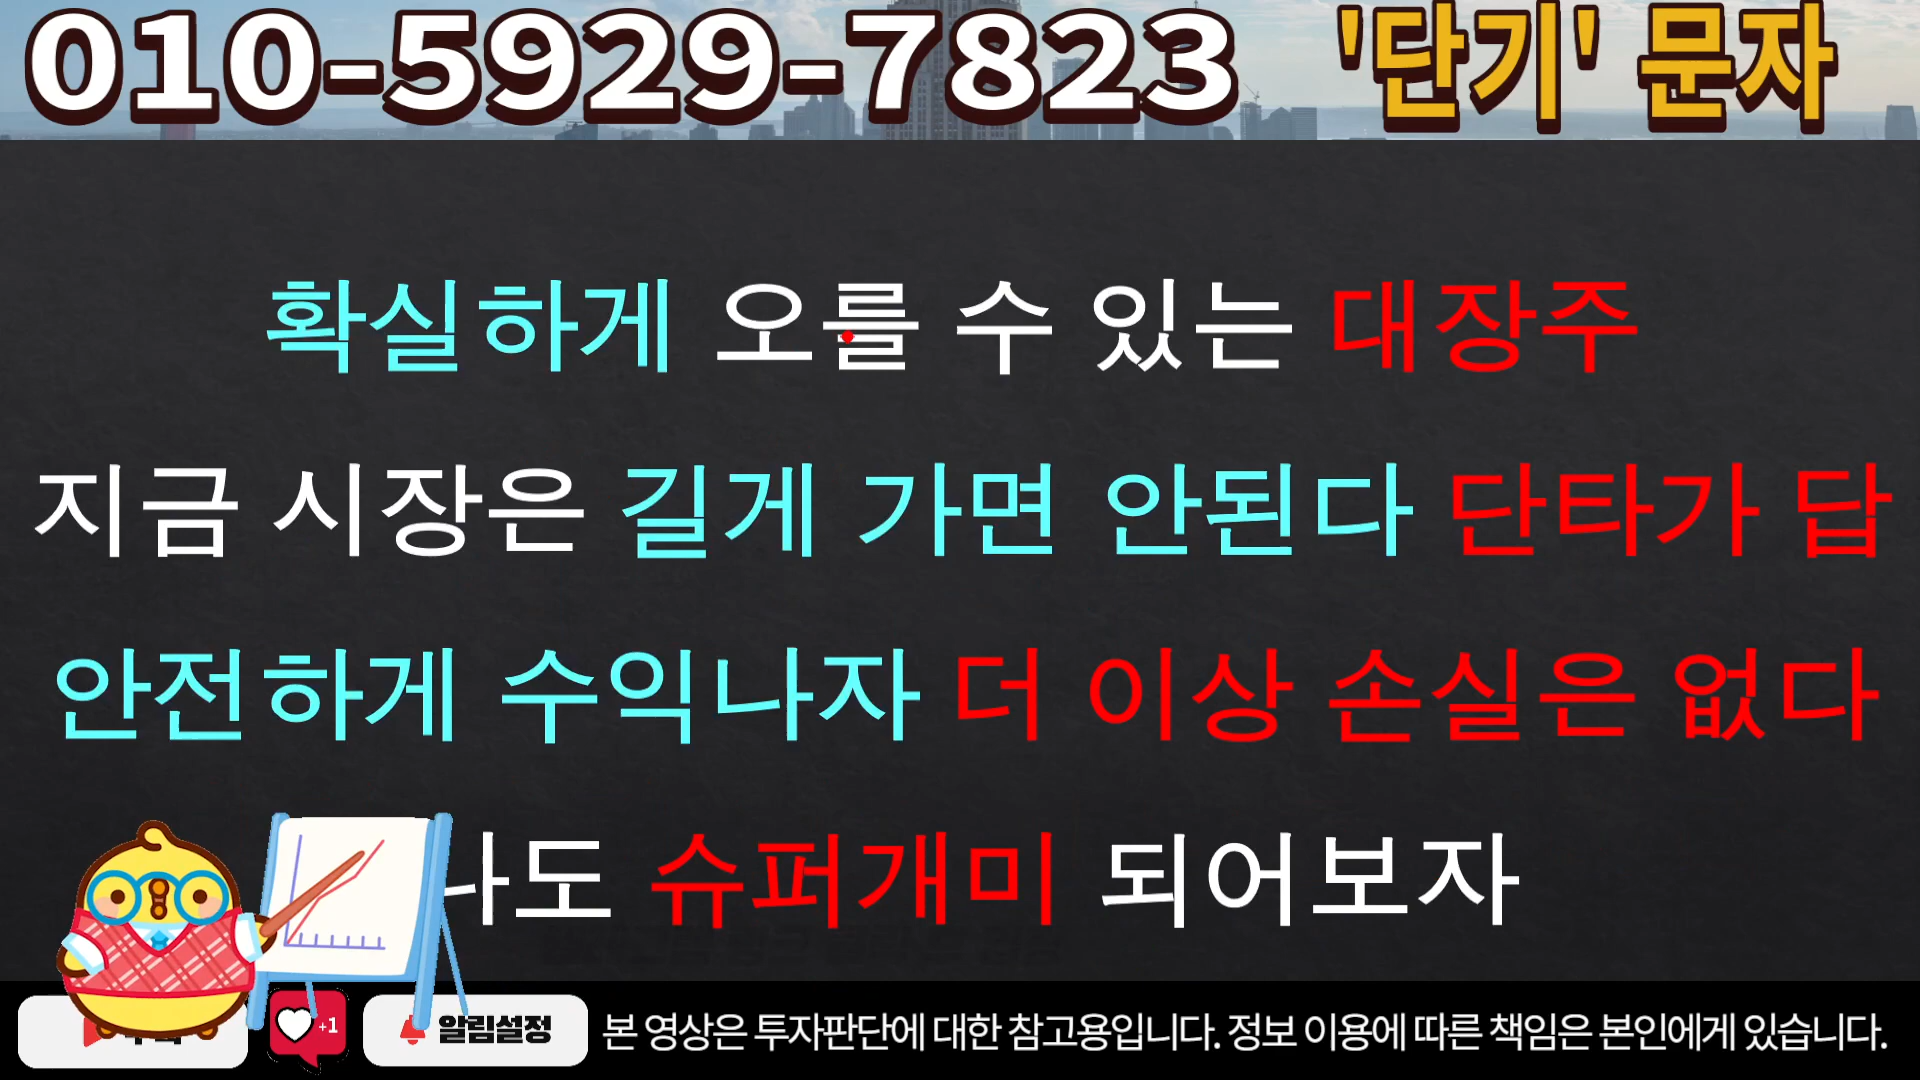 010-5929-7823 '단기' 문자
확실하게 오를 수 있는 대장주
지금 시장은 길게 가면 안된다 단타가 답
안전하게 수익나자 더 이상 손실은 없다
나도 슈퍼개미 되어보자
+1
알림설정
본 영상은 투자판단에 대한 참고용입니다. 정보 이용에 따른 책임은 본인에게 있습니다.